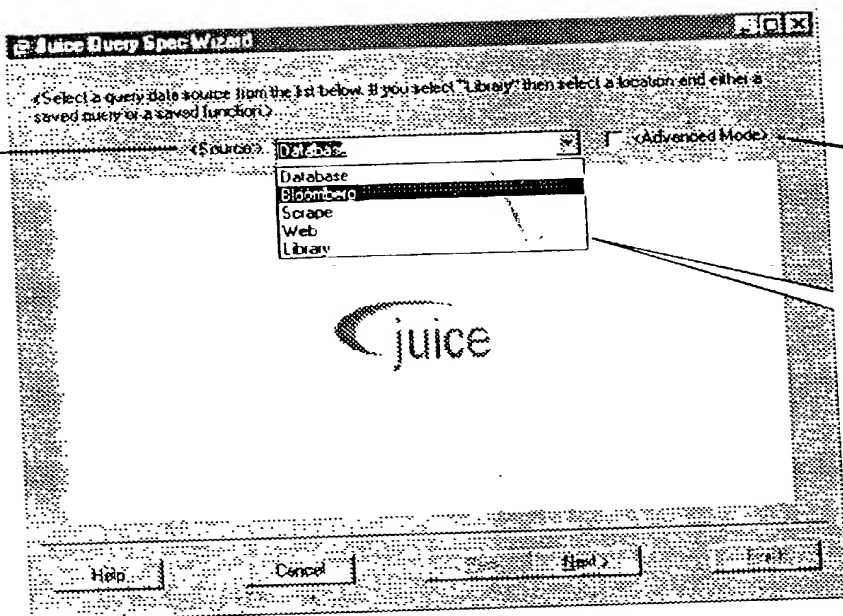 Juice Query Spec Wizard
<Select a query data source from the list below. If you select "Library" then select a location and either a
saved query or a saved function.>
<Source> Database <Advanced Mode>
Database
Bloomberg
Scrape
Web
Library
juice
Help Cancel Next >